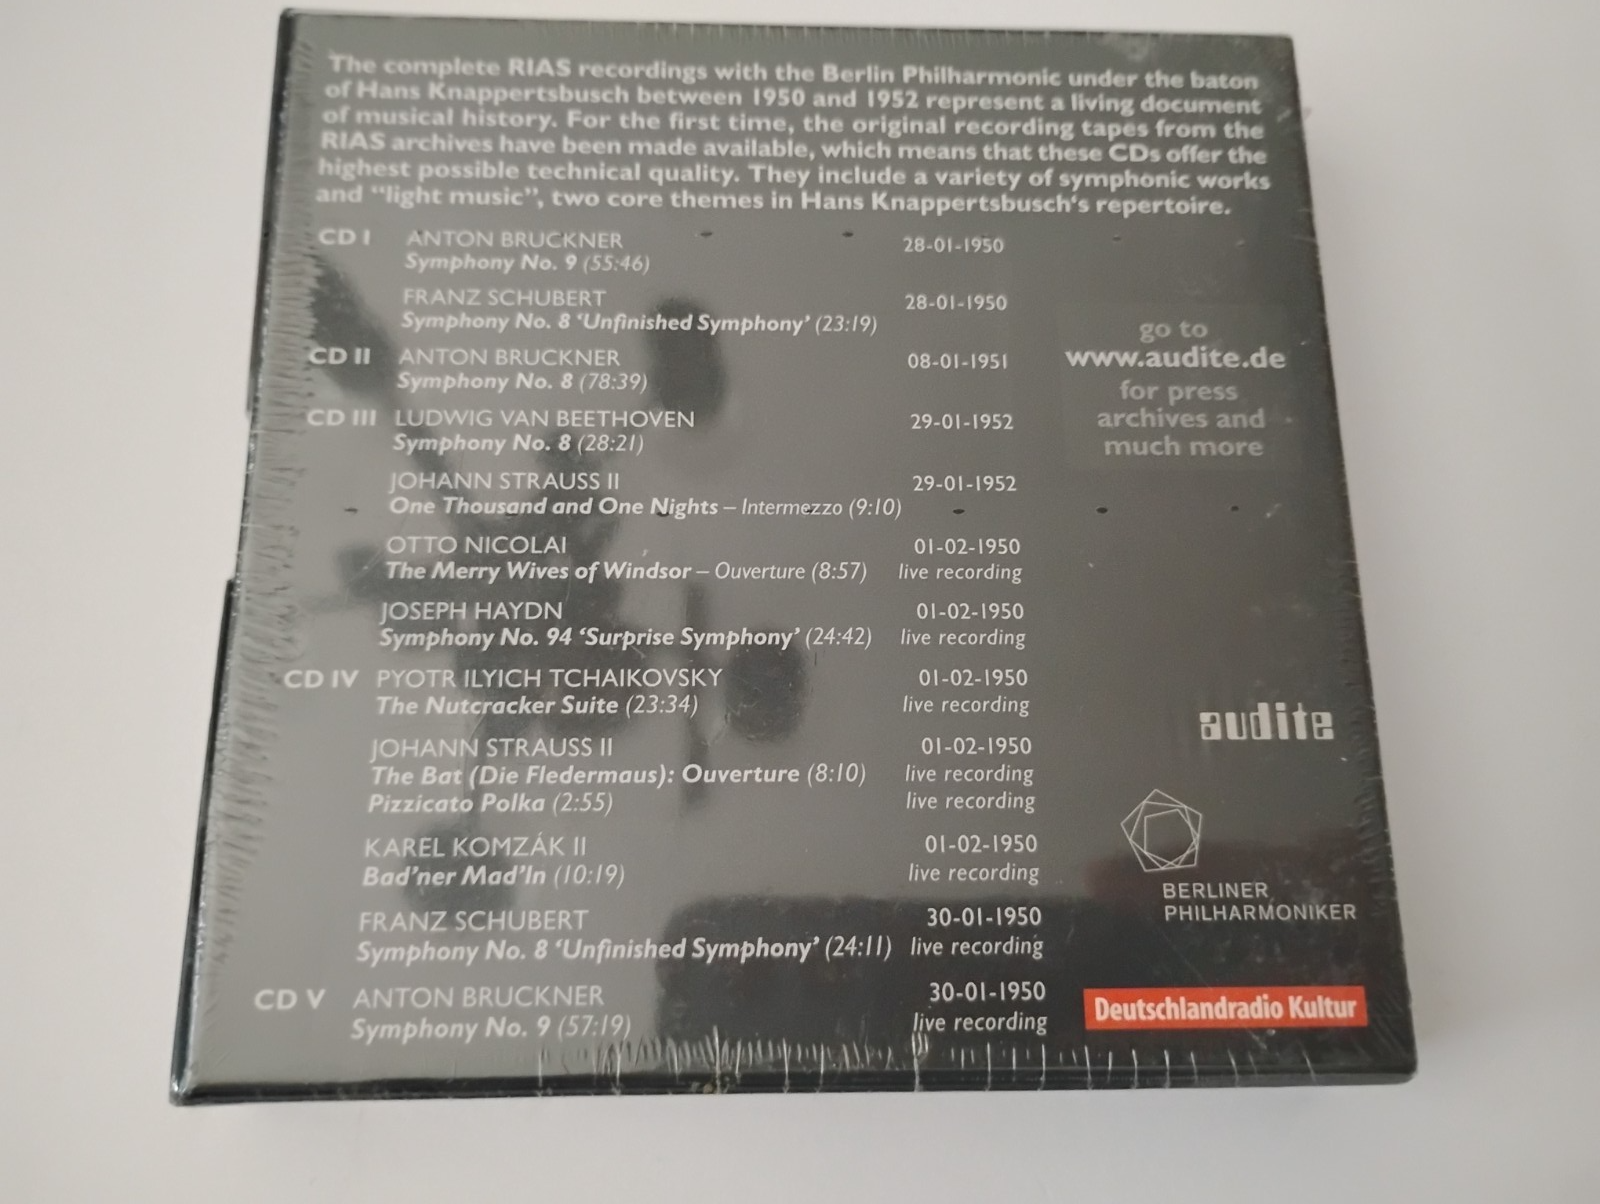 The complete RIAS recordings with the Berlin Philharmonic under the baton
of Hans Knappertsbusch between 1950 and 1952 represent a living document
of musical history. For the first time, the original recording tapes from the
RIAS archives have been made available, which means that these CDs offer the
highest possible technical quality. They include a variety of symphonic works
and “light music”, two core themes in Hans Knappertsbusch‘s repertoire.
CD I ANTON BRUCKNER 28-01-1950
Symphony No. 9 (55:46)
FRANZ SCHUBERT 28-01-1950
Symphony No. 8 ‘Unfinished Symphony’ (23:19)
CD II ANTON BRUCKNER 08-01-1951
Symphony No. 8 (78:39)
CD III LUDWIG VAN BEETHOVEN 29-01-1952
Symphony No. 8 (28:21)
JOHANN STRAUSS II 29-01-1952
One Thousand and One Nights – Intermezzo (9:10)
OTTO NICOLAI 01-02-1950
The Merry Wives of Windsor – Ouverture (8:57) live recording
JOSEPH HAYDN 01-02-1950
Symphony No. 94 ‘Surprise Symphony’ (24:42) live recording
CD IV PYOTR ILYICH TCHAIKOVSKY 01-02-1950
The Nutcracker Suite (23:34) live recording
JOHANN STRAUSS II 01-02-1950
The Bat (Die Fledermaus): Ouverture (8:10) live recording
Pizzicato Polka (2:55) live recording
KAREL KOMZÁK II 01-02-1950
Bad’ner Mad’ln (10:19) live recording
FRANZ SCHUBERT 30-01-1950
Symphony No. 8 ‘Unfinished Symphony’ (24:11) live recording
CD V ANTON BRUCKNER 30-01-1950
Symphony No. 9 (57:19) live recording
go to
www.audite.de
for press
archives and
much more
audite
BERLINER
PHILHARMONIKER
Deutschlandradio Kultur